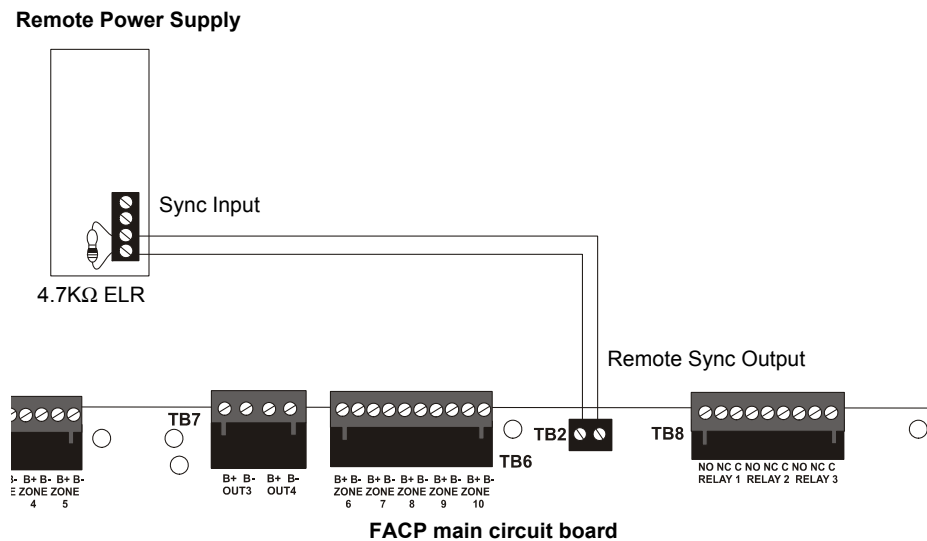 Remote Power Supply
Sync Input
4.7KΩ ELR
Remote Sync Output
TB7
TB2
TB8
TB6
B- B+ B- B+ B-
E ZONE ZONE
4 5
B+ B- B+ B-
OUT3 OUT4
B+ B- B+ B- B+ B- B+ B- B+ B-
ZONE ZONE ZONE ZONE ZONE
6 7 8 9 10
NO NC C NO NC C NO NC C
RELAY 1 RELAY 2 RELAY 3
FACP main circuit board